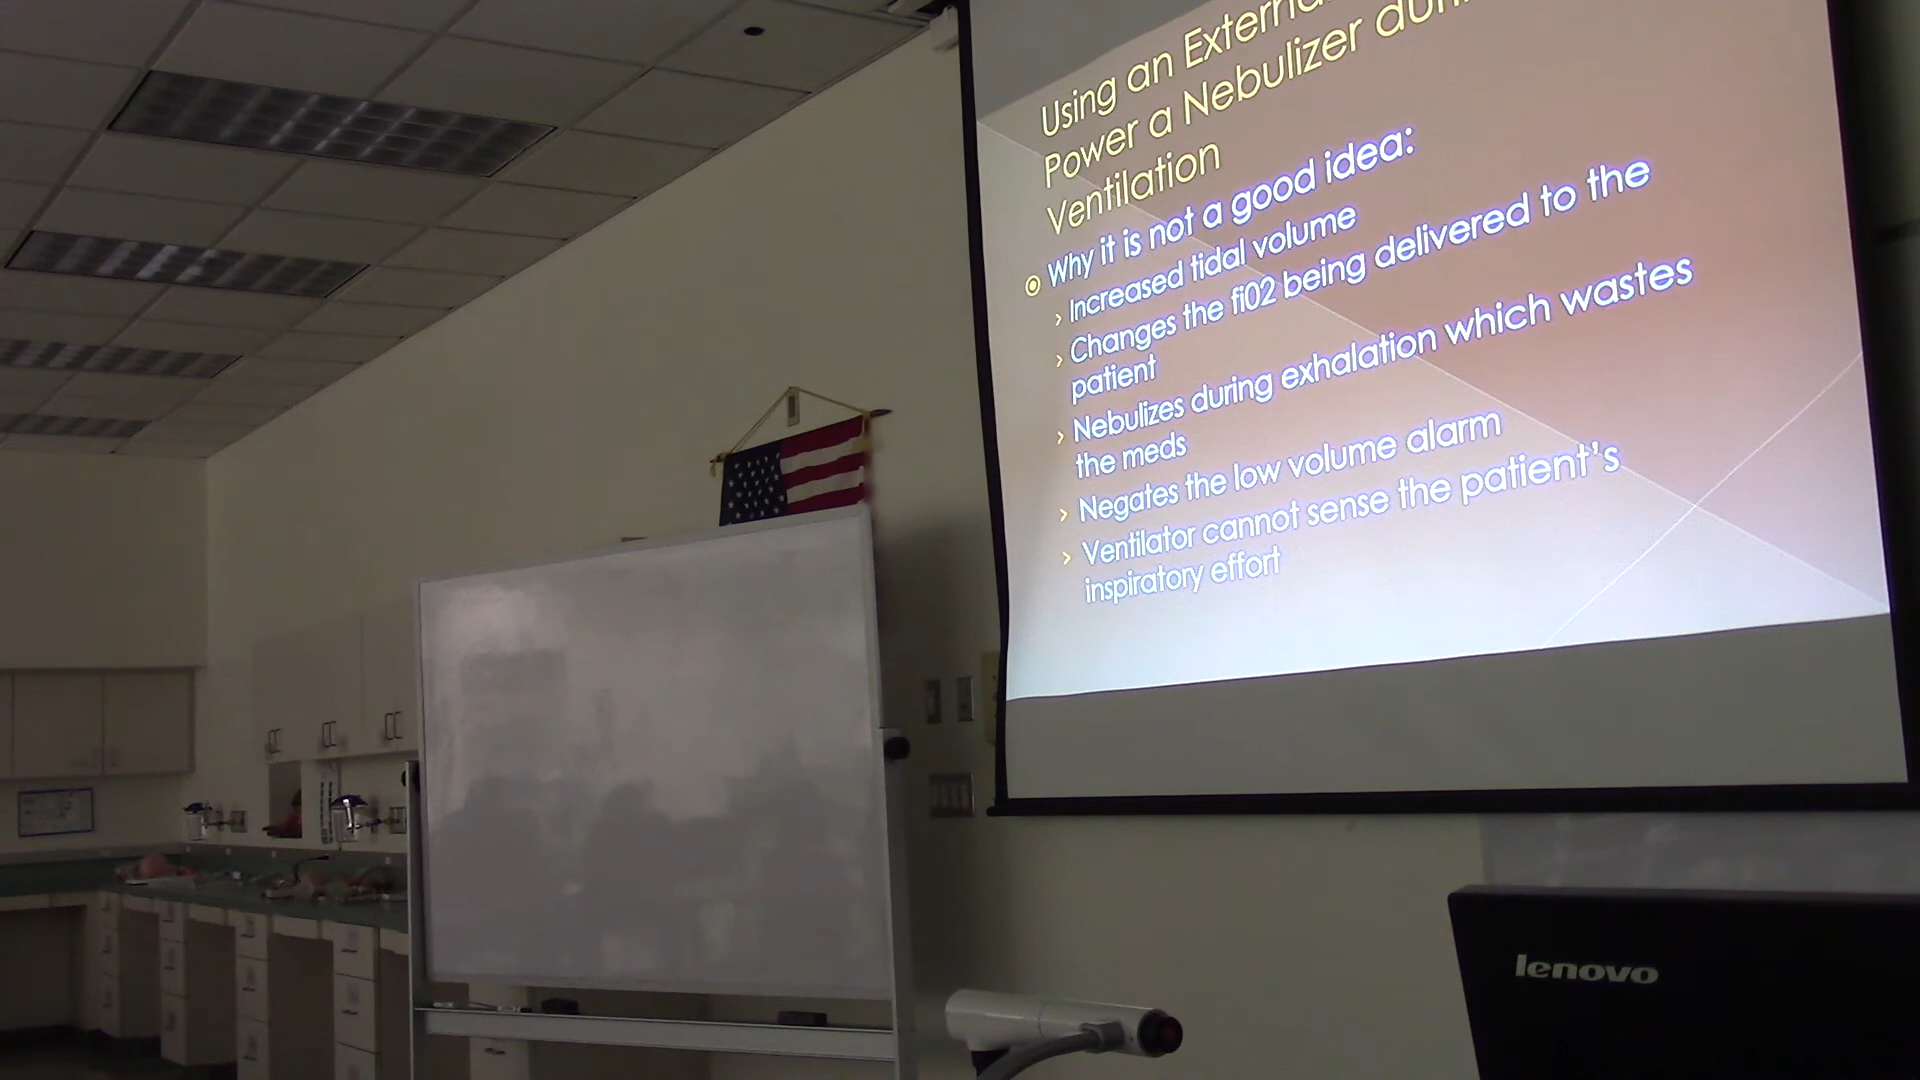 Using an External
Power a Nebulizer during
Ventilation
Why it is not a good idea:
Increased tidal volume
Changes the fi02 being delivered to the
patient
Nebulizes during exhalation which wastes
the meds
Negates the low volume alarm
Ventilator cannot sense the patient's
inspiratory effort
lenovo